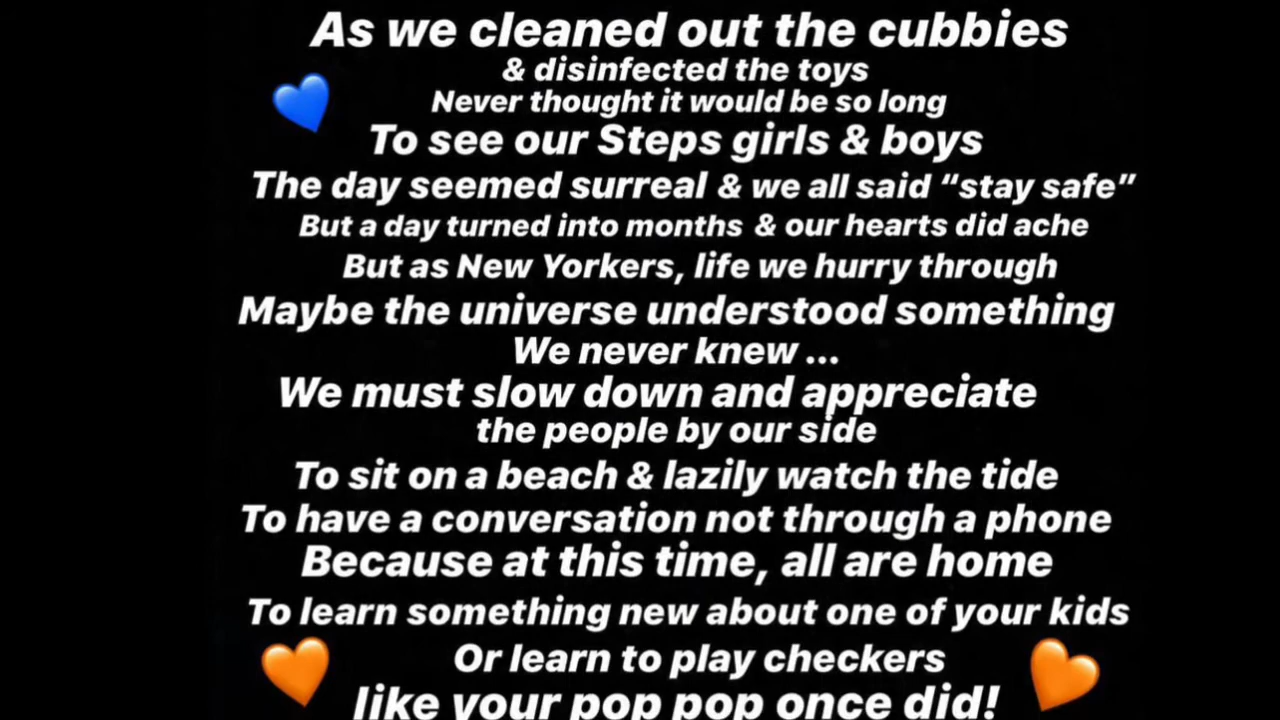 As we cleaned out the cubbies
& disinfected the toys
Never thought it would be so long
To see our Steps girls & boys
The day seemed surreal & we all said “stay safe”
But a day turned into months & our hearts did ache
But as New Yorkers, life we hurry through
Maybe the universe understood something
We never knew ...
We must slow down and appreciate
the people by our side
To sit on a beach & lazily watch the tide
To have a conversation not through a phone
Because at this time, all are home
To learn something new about one of your kids
Or learn to play checkers
like your pop pop once did!